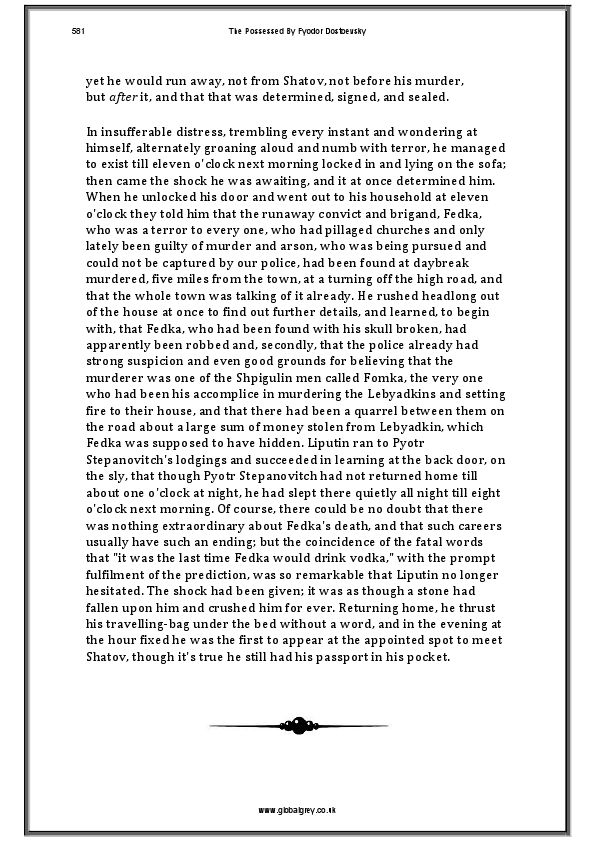 581
The Possessed By Fyodor Dostoevsky
yet he would run away, not from Shatov, not before his murder,
but after it, and that that was determined, signed, and sealed.
In insufferable distress, trembling every instant and wondering at
himself, alternately groaning aloud and numb with terror, he managed
to exist till eleven o'clock next morning locked in and lying on the sofa;
then came the shock he was awaiting, and it at once determined him.
When he unlocked his door and went out to his household at eleven
o'clock they told him that the runaway convict and brigand, Fedka,
who was a terror to every one, who had pillaged churches and only
lately been guilty of murder and arson, who was being pursued and
could not be captured by our police, had been found at daybreak
murdered, five miles from the town, at a turning off the high road, and
that the whole town was talking of it already. He rushed headlong out
of the house at once to find out further details, and learned, to begin
with, that Fedka, who had been found with his skull broken, had
apparently been robbed and, secondly, that the police already had
strong suspicion and even good grounds for believing that the
murderer was one of the Shpigulin men called Fomka, the very one
who had been his accomplice in murdering the Lebyadkins and setting
fire to their house, and that there had been a quarrel between them on
the road about a large sum of money stolen from Lebyadkin, which
Fedka was supposed to have hidden. Liputin ran to Pyotr
Stepanovitch's lodgings and succeeded in learning at the back door, on
the sly, that though Pyotr Stepanovitch had not returned home till
about one o'clock at night, he had slept there quietly all night till eight
o'clock next morning. Of course, there could be no doubt that there
was nothing extraordinary about Fedka's death, and that such careers
usually have such an ending; but the coincidence of the fatal words
that "it was the last time Fedka would drink vodka," with the prompt
fulfilment of the prediction, was so remarkable that Liputin no longer
hesitated. The shock had been given; it was as though a stone had
fallen upon him and crushed him for ever. Returning home, he thrust
his travelling-bag under the bed without a word, and in the evening at
the hour fixed he was the first to appear at the appointed spot to meet
Shatov, though it's true he still had his passport in his pocket.
www.globalgrey.co.uk